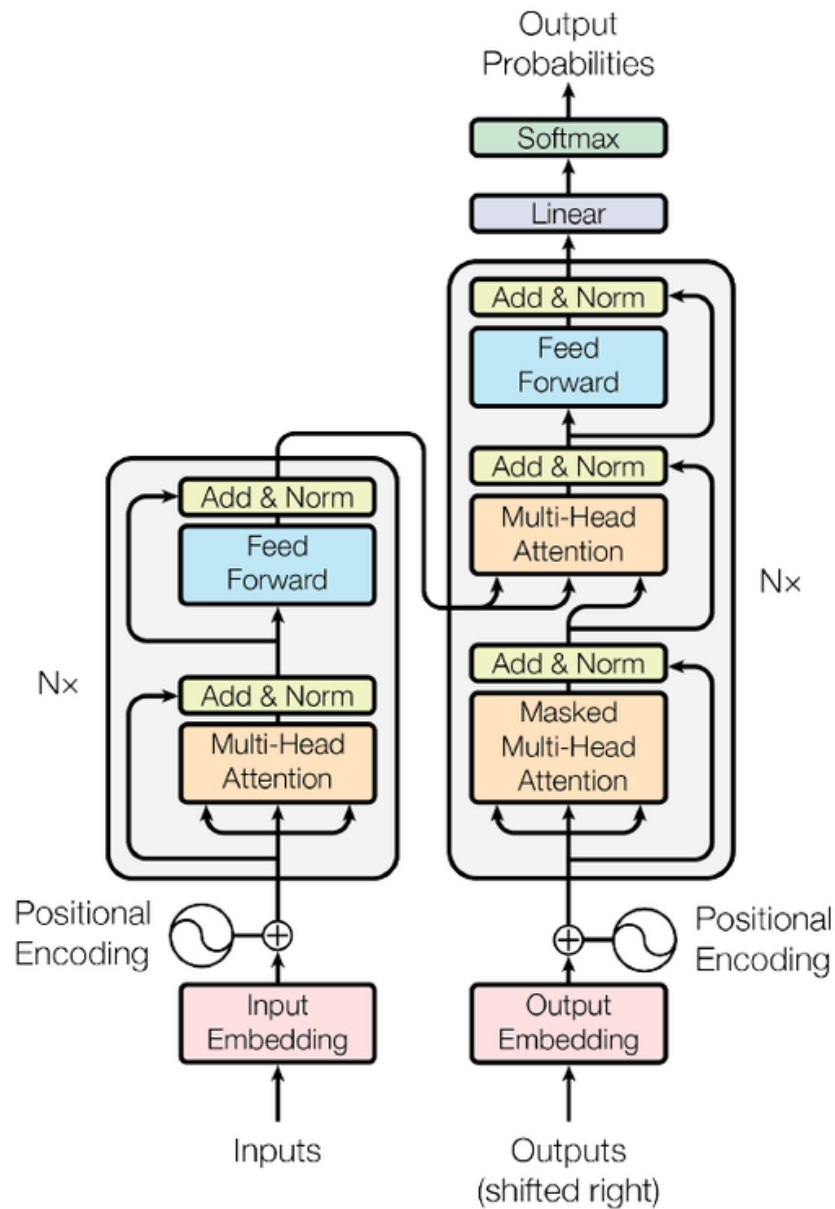 Output
Probabilities
Softmax
Linear
Add & Norm
Feed
Forward
Add & Norm
Multi-Head
Attention
Add & Norm
Masked
Multi-Head
Attention
Nx
Add & Norm
Feed
Forward
Add & Norm
Multi-Head
Attention
Nx
Positional
Encoding
Positional
Encoding
Input
Embedding
Output
Embedding
Inputs
Outputs
(shifted right)